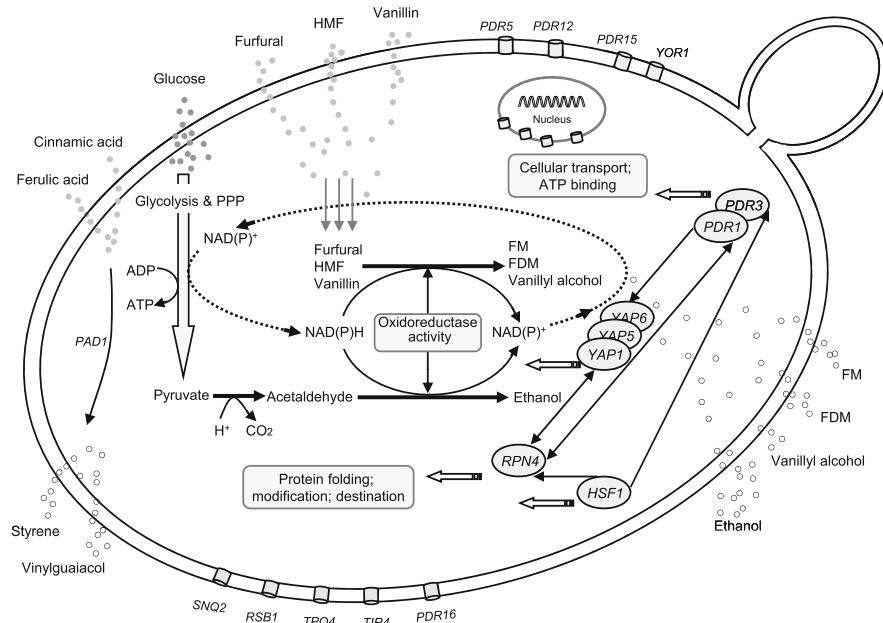 HMF
Vanillin
PDR5
PDR12
PDR15
YOR1
Furfural
Glucose
Nucleus
Cinnamic acid
Ferulic acid
Cellular transport;
ATP binding
Glycolysis & PPP
PDR3
PDR1
NAD(P)+
Furfural
HMF
Vanillin
FM
FDM
Vanillyl alcohol
ADP
ATP
YAP6
YAP5
YAP1
NAD(P)H
Oxidoreductase
activity
NAD(P)+
PAD1
FM
Pyruvate
Acetaldehyde
Ethanol
FDM
H+
CO2
Vanillyl alcohol
RPN4
Protein folding;
modification; destination
HSF1
Ethanol
Styrene
Vinylguaiacol
SNQ2
RSB1
TPO4
TIR4
PDR16